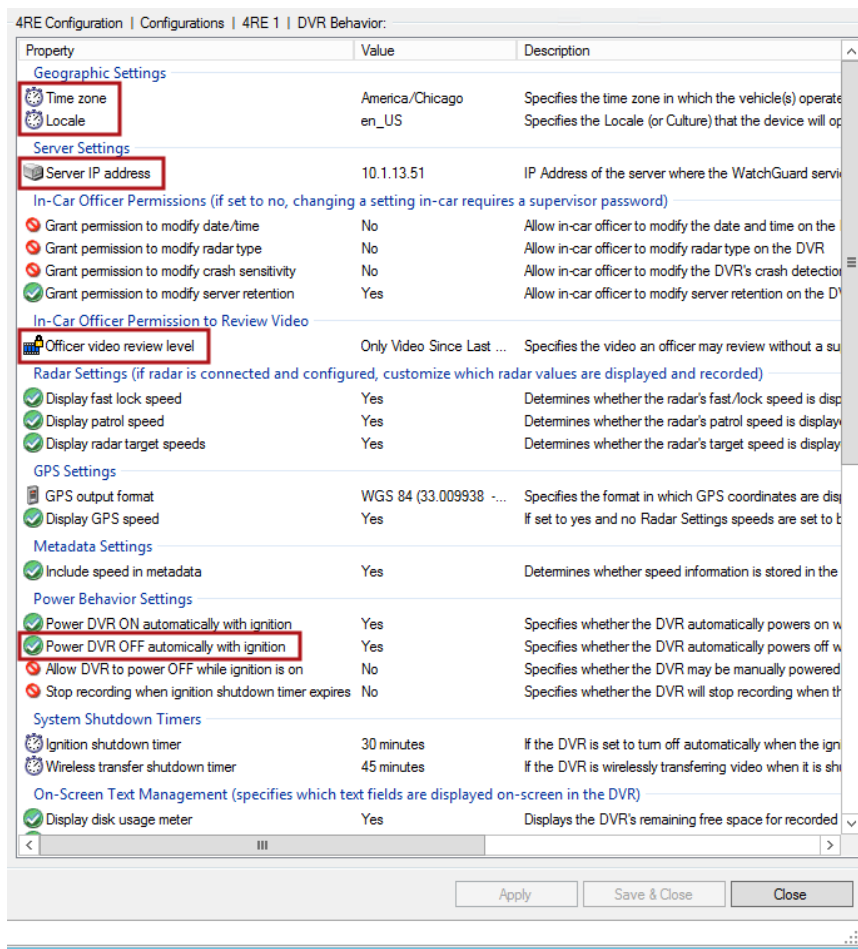 4RE Configuration | Configurations | 4RE 1 | DVR Behavior:
Property Value Description
Geographic Settings
Time zone America/Chicago Specifies the time zone in which the vehicle(s) operate
Locale en_US Specifies the Locale (or Culture) that the device will op
Server Settings
Server IP address 10.1.13.51 IP Address of the server where the WatchGuard servi
In-Car Officer Permissions (if set to no, changing a setting in-car requires a supervisor password)
Grant permission to modify date/time No Allow in-car officer to modify the date and time on the
Grant permission to modify radar type No Allow in-car officer to modify radar type on the DVR
Grant permission to modify crash sensitivity No Allow in-car officer to modify the DVR's crash detection
Grant permission to modify server retention Yes Allow in-car officer to modify server retention on the DV
In-Car Officer Permission to Review Video
Officer video review level Only Video Since Last ... Specifies the video an officer may review without a su
Radar Settings (if radar is connected and configured, customize which radar values are displayed and recorded)
Display fast lock speed Yes Determines whether the radar's fast/lock speed is disp
Display patrol speed Yes Determines whether the radar's patrol speed is display
Display radar target speeds Yes Determines whether the radar's target speed is display
GPS Settings
GPS output format WGS 84 (33.009938 -... Specifies the format in which GPS coordinates are disp
Display GPS speed Yes If set to yes and no Radar Settings speeds are set to b
Metadata Settings
Include speed in metadata Yes Determines whether speed information is stored in the
Power Behavior Settings
Power DVR ON automatically with ignition Yes Specifies whether the DVR automatically powers on w
Power DVR OFF automically with ignition Yes Specifies whether the DVR automatically powers off w
Allow DVR to power OFF while ignition is on No Specifies whether the DVR may be manually powered
Stop recording when ignition shutdown timer expires No Specifies whether the DVR will stop recording when th
System Shutdown Timers
Ignition shutdown timer 30 minutes If the DVR is set to turn off automatically when the igni
Wireless transfer shutdown timer 45 minutes If the DVR is wirelessly transferring video when it is shu
On-Screen Text Management (specifies which text fields are displayed on-screen in the DVR)
Display disk usage meter Yes Displays the DVR's remaining free space for recorded
Apply Save & Close Close